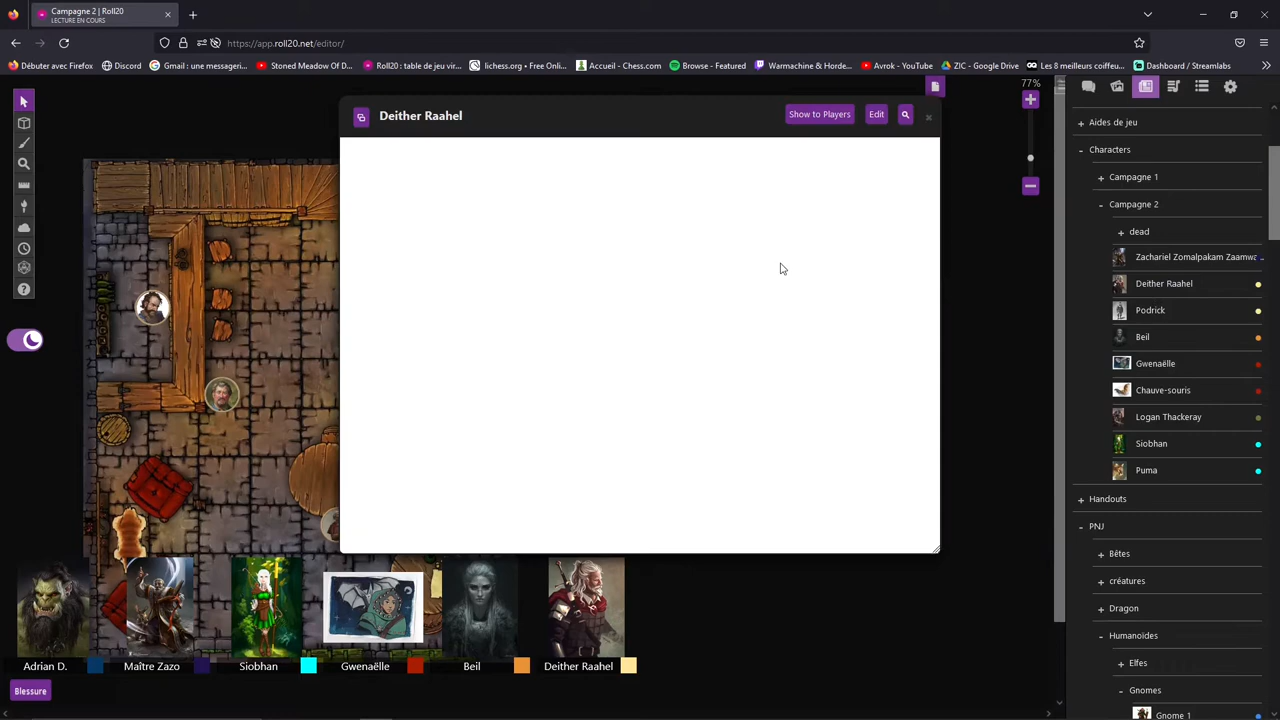 Campagne 2 | Roll20
LECTURE EN COURS
https://app.roll20.net/editor/
Débuter avec Firefox
Discord
Gmail : une messageri...
Stoned Meadow Of D...
Roll20 : table de jeu vir...
lichess.org • Free Onli...
Accueil - Chess.com
Browse - Featured
Warmachine & Horde...
Avrok - YouTube
ZIC - Google Drive
Les 8 meilleurs coiffeu...
Dashboard / Streamlabs
77%
Deither Raahel
Show to Players
Edit
Aides de jeu
Characters
Campagne 1
Campagne 2
dead
Zachariel Zomalpakam Zaamwe
Deither Raahel
Podrick
Beil
Gwenaëlle
Chauve-souris
Logan Thackeray
Siobhan
Puma
Handouts
PNJ
Bêtes
créatures
Dragon
Humanoïdes
Elfes
Gnomes
Gnome 1
Adrian D.
Maître Zazo
Siobhan
Gwenaëlle
Beil
Deither Raahel
Blessure